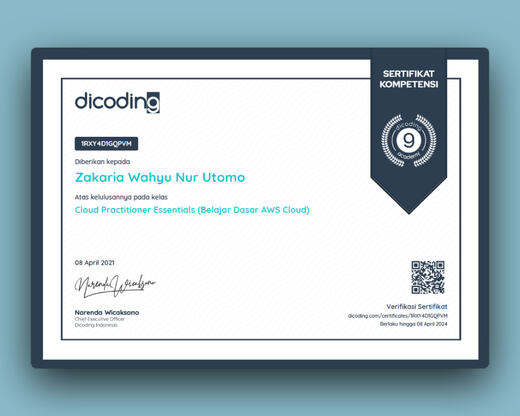 SERTIFIKAT
KOMPETENSI
dicoding
dicoding
9
academy
1RXY4D1GQPVM
Diberikan kepada
Zakaria Wahyu Nur Utomo
Atas kelulusannya pada kelas
Cloud Practitioner Essentials (Belajar Dasar AWS Cloud)
08 April 2021
Narenda Wicaksono
Narenda Wicaksono
Chief Executive Officer
Dicoding Indonesia
Verifikasi Sertifikat
dicoding.com/certificates/1RXY4D1GQPVM
Berlaku hingga 08 April 2024